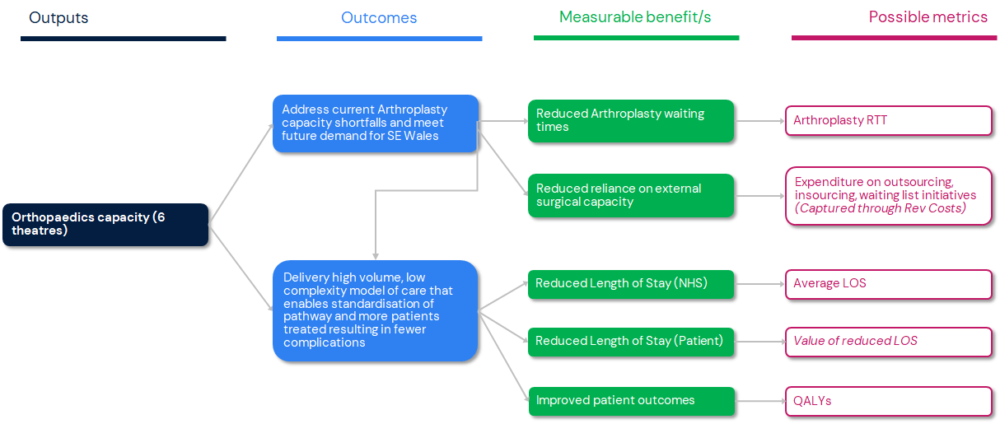 Outputs
Outcomes
Measurable benefit/s
Possible metrics
Orthopaedics capacity (6
theatres)
Address current Arthroplasty
capacity shortfalls and meet
future demand for SE Wales
Delivery high volume, low
complexity model of care that
enables standardisation of
pathway and more patients
treated resulting in fewer
complications
Reduced Arthroplasty waiting
times
Reduced reliance on external
surgical capacity
Reduced Length of Stay (NHS)
Reduced Length of Stay (Patient)
Improved patient outcomes
Arthroplasty RTT
Expenditure on outsourcing,
insourcing, waiting list initiatives
(Captured through Rev Costs)
Average LOS
Value of reduced LOS
QALYs